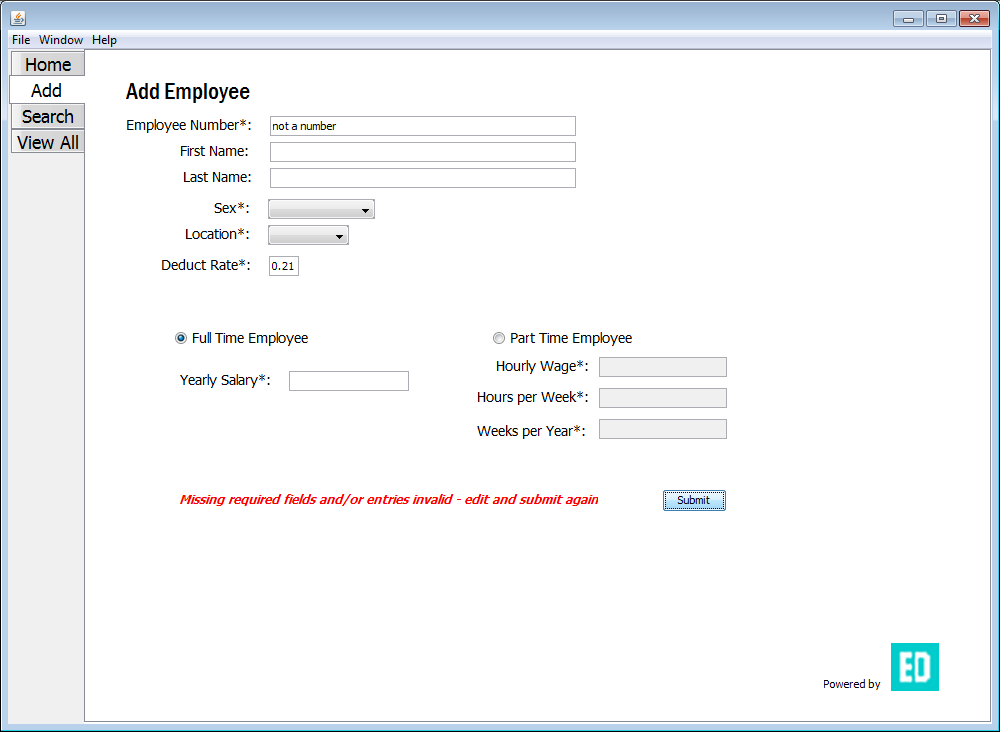 File Window Help
Home
Add
Search
View All
Add Employee
Employee Number*: not a number
First Name:
Last Name:
Sex*:
Location*:
Deduct Rate*: 0.21
Full Time Employee
Part Time Employee
Hourly Wage*:
Yearly Salary*:
Hours per Week*:
Weeks per Year*:
Missing required fields and/or entries invalid - edit and submit again
Submit
Powered by ED